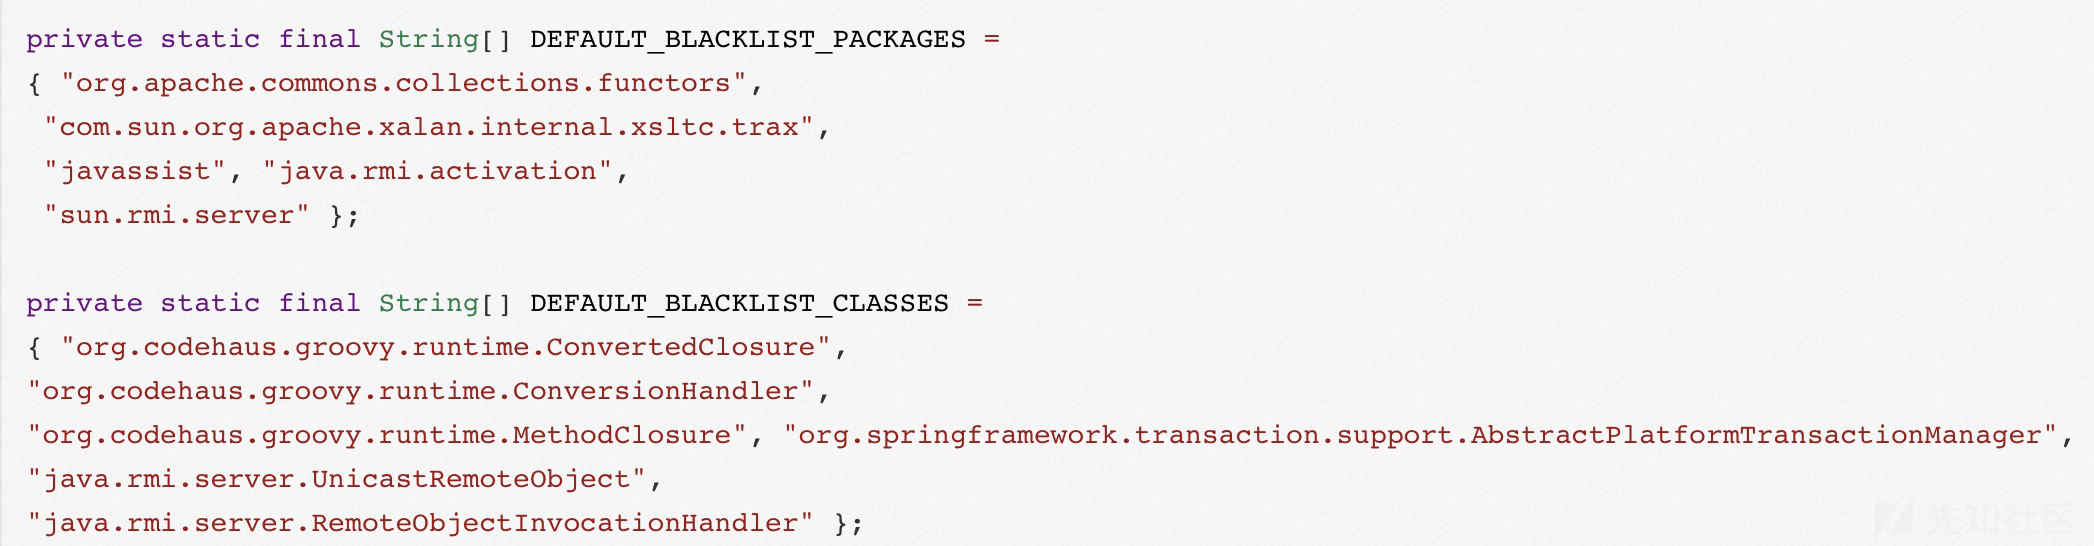 private static final String[] DEFAULT_BLACKLIST_PACKAGES =
{ "org.apache.commons.collections.functors",
"com.sun.org.apache.xalan.internal.xsltc.trax",
"javassist", "java.rmi.activation",
"sun.rmi.server" };
private static final String[] DEFAULT_BLACKLIST_CLASSES =
{ "org.codehaus.groovy.runtime.ConvertedClosure",
"org.codehaus.groovy.runtime.ConversionHandler",
"org.codehaus.groovy.runtime.MethodClosure", "org.springframework.transaction.support.AbstractPlatformTransactionManager",
"java.rmi.server.UnicastRemoteObject",
"java.rmi.server.RemoteObjectInvocationHandler" };
先知社区